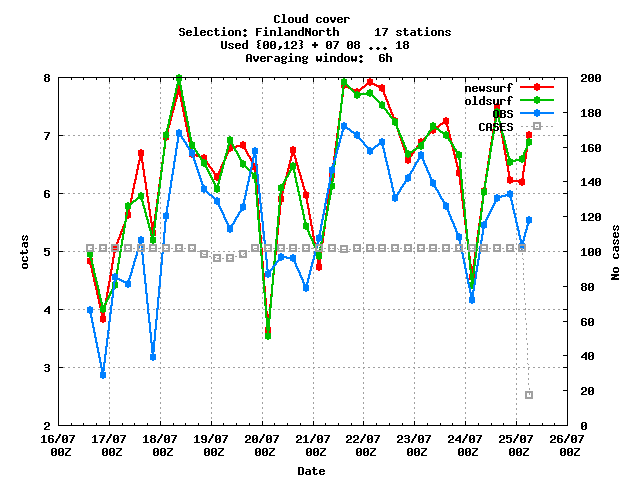 Cloud cover
Selection: FinlandNorth     17 stations
Used {00,12} + 07 08 ... 18
Averaging window:  6h
newsurf
oldsurf
OBS
CASES
8
7
6
5
4
3
2
octas
200
180
160
140
120
100
80
60
40
20
0
No cases
16/07 17/07 18/07 19/07 20/07 21/07 22/07 23/07 24/07 25/07 26/07
00Z 00Z 00Z 00Z 00Z 00Z 00Z 00Z 00Z 00Z 00Z
Date